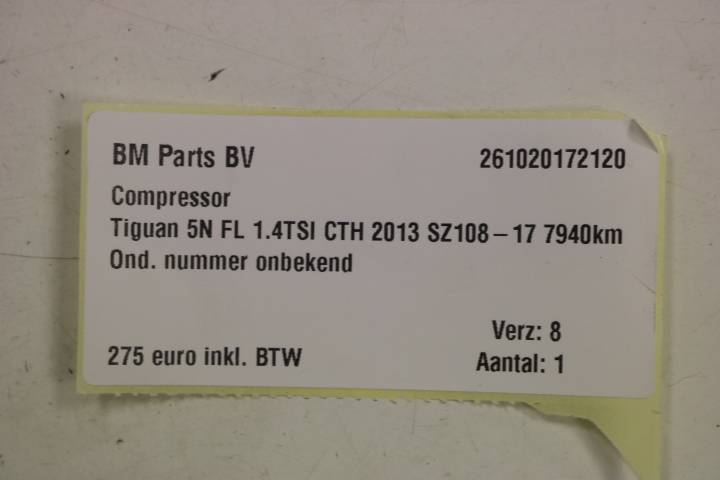 BM Parts BV 261020172120
Compressor
Tiguan 5N FL 1.4TSI CTH 2013 SZ108-17 7940km
Ond. nummer onbekend
Verz: 8
275 euro inkl. BTW Aantal: 1